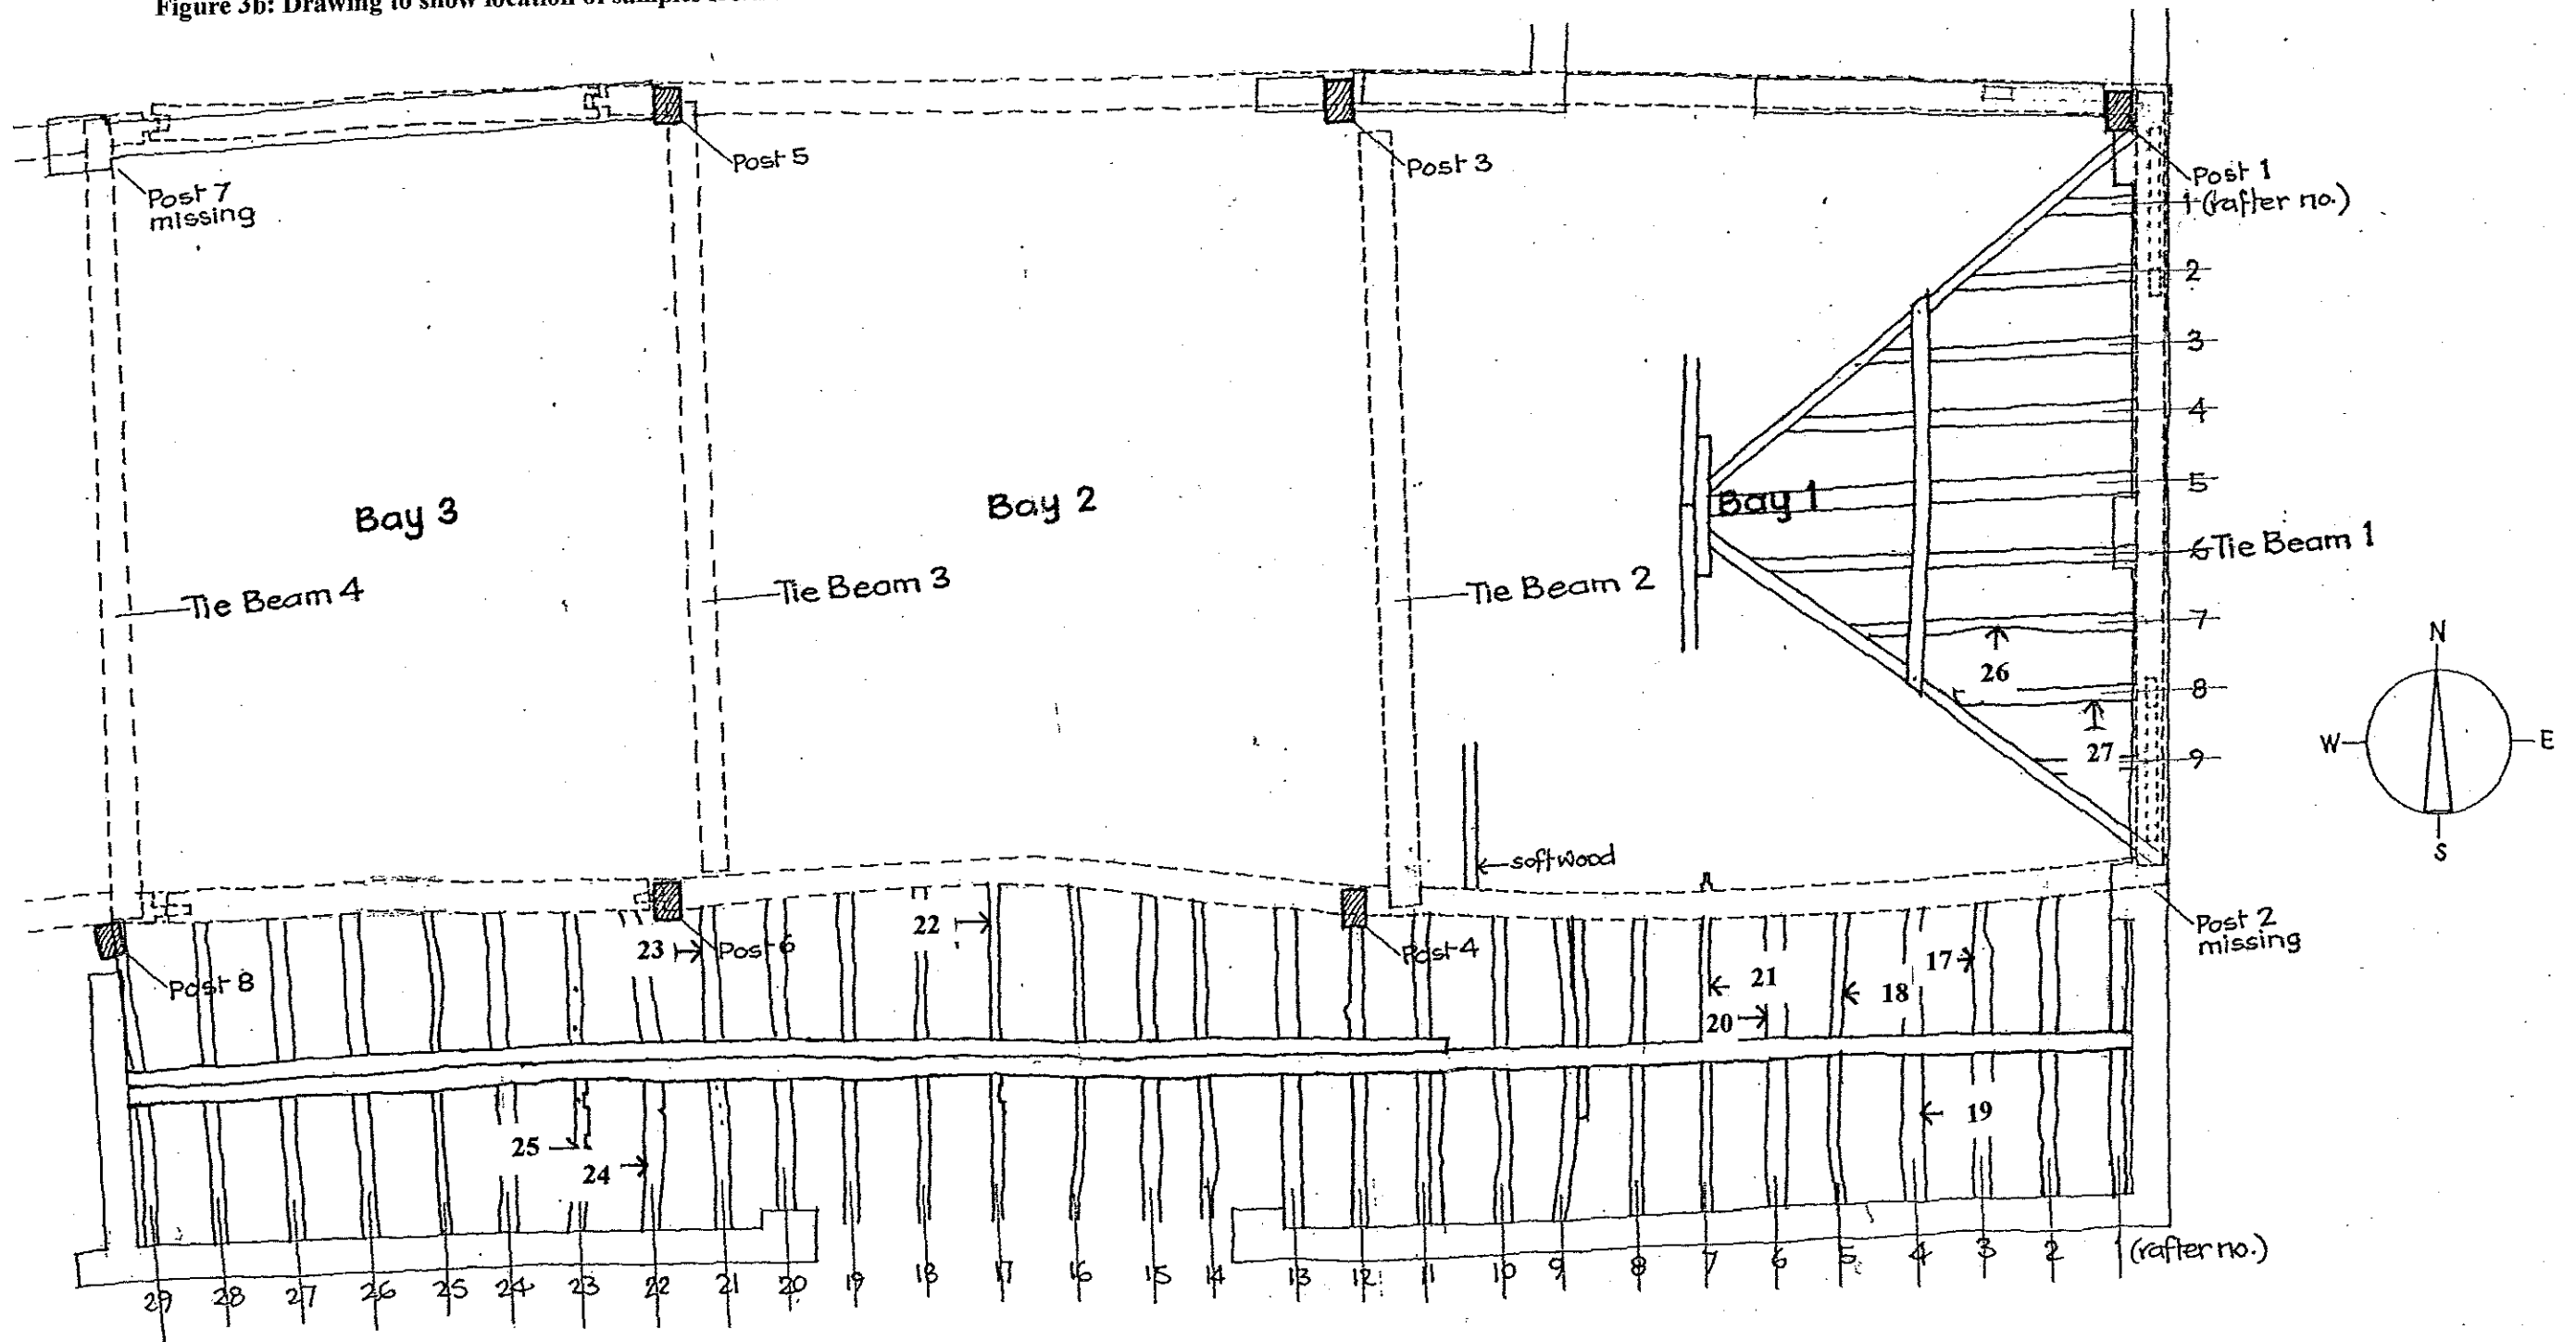 Figure 3b: Drawing to show location of samples
Post 7
missing
Post 5
Post 3
Post 1
1 (rafter no.)
2
3
4
5
6
7
8
9
Bay 3
Bay 2
Bay 1
Tie Beam 4
Tie Beam 3
Tie Beam 2
Tie Beam 1
26
27
N
W
E
S
softwood
Post 8
23
Post 6
22
Post 4
21
20
18
17
Post 2
missing
25
24
19
29
28
27
26
25
24
23
22
21
20
19
18
17
16
15
14
13
12
11
10
9
8
7
6
5
4
3
2
1 (rafter no.)